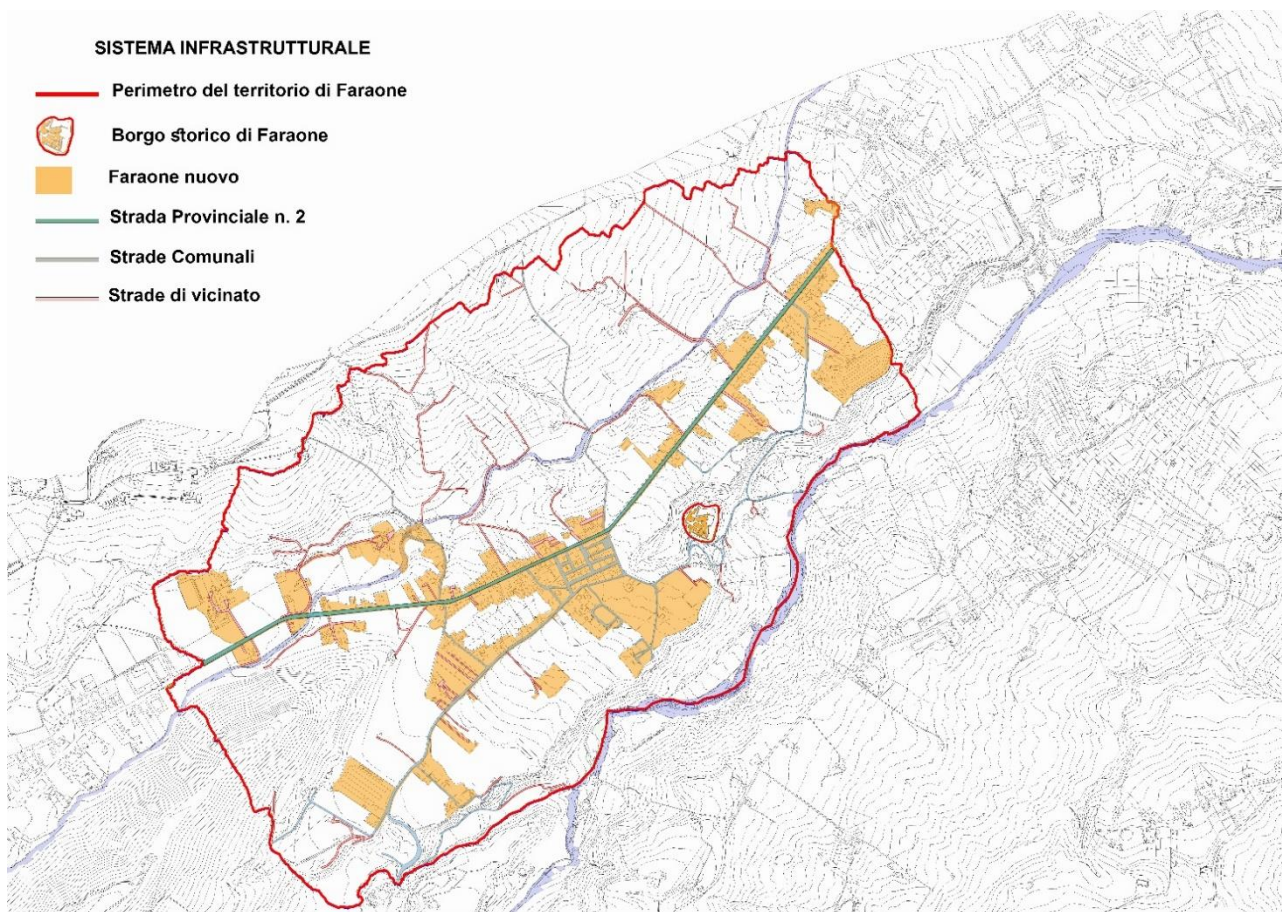 SISTEMA INFRASTRUTTURALE
Perimetro del territorio di Faraone
Borgo storico di Faraone
Faraone nuovo
Strada Provinciale n. 2
Strade Comunali
Strade di vicinato